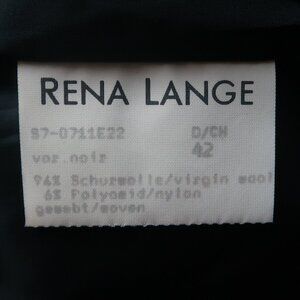 RENA LANGE
87-0711E22 D/CH
var.noir 42
94% Schurwolle/virgin wool
6% Polyamid/nylon
gewebt/woven